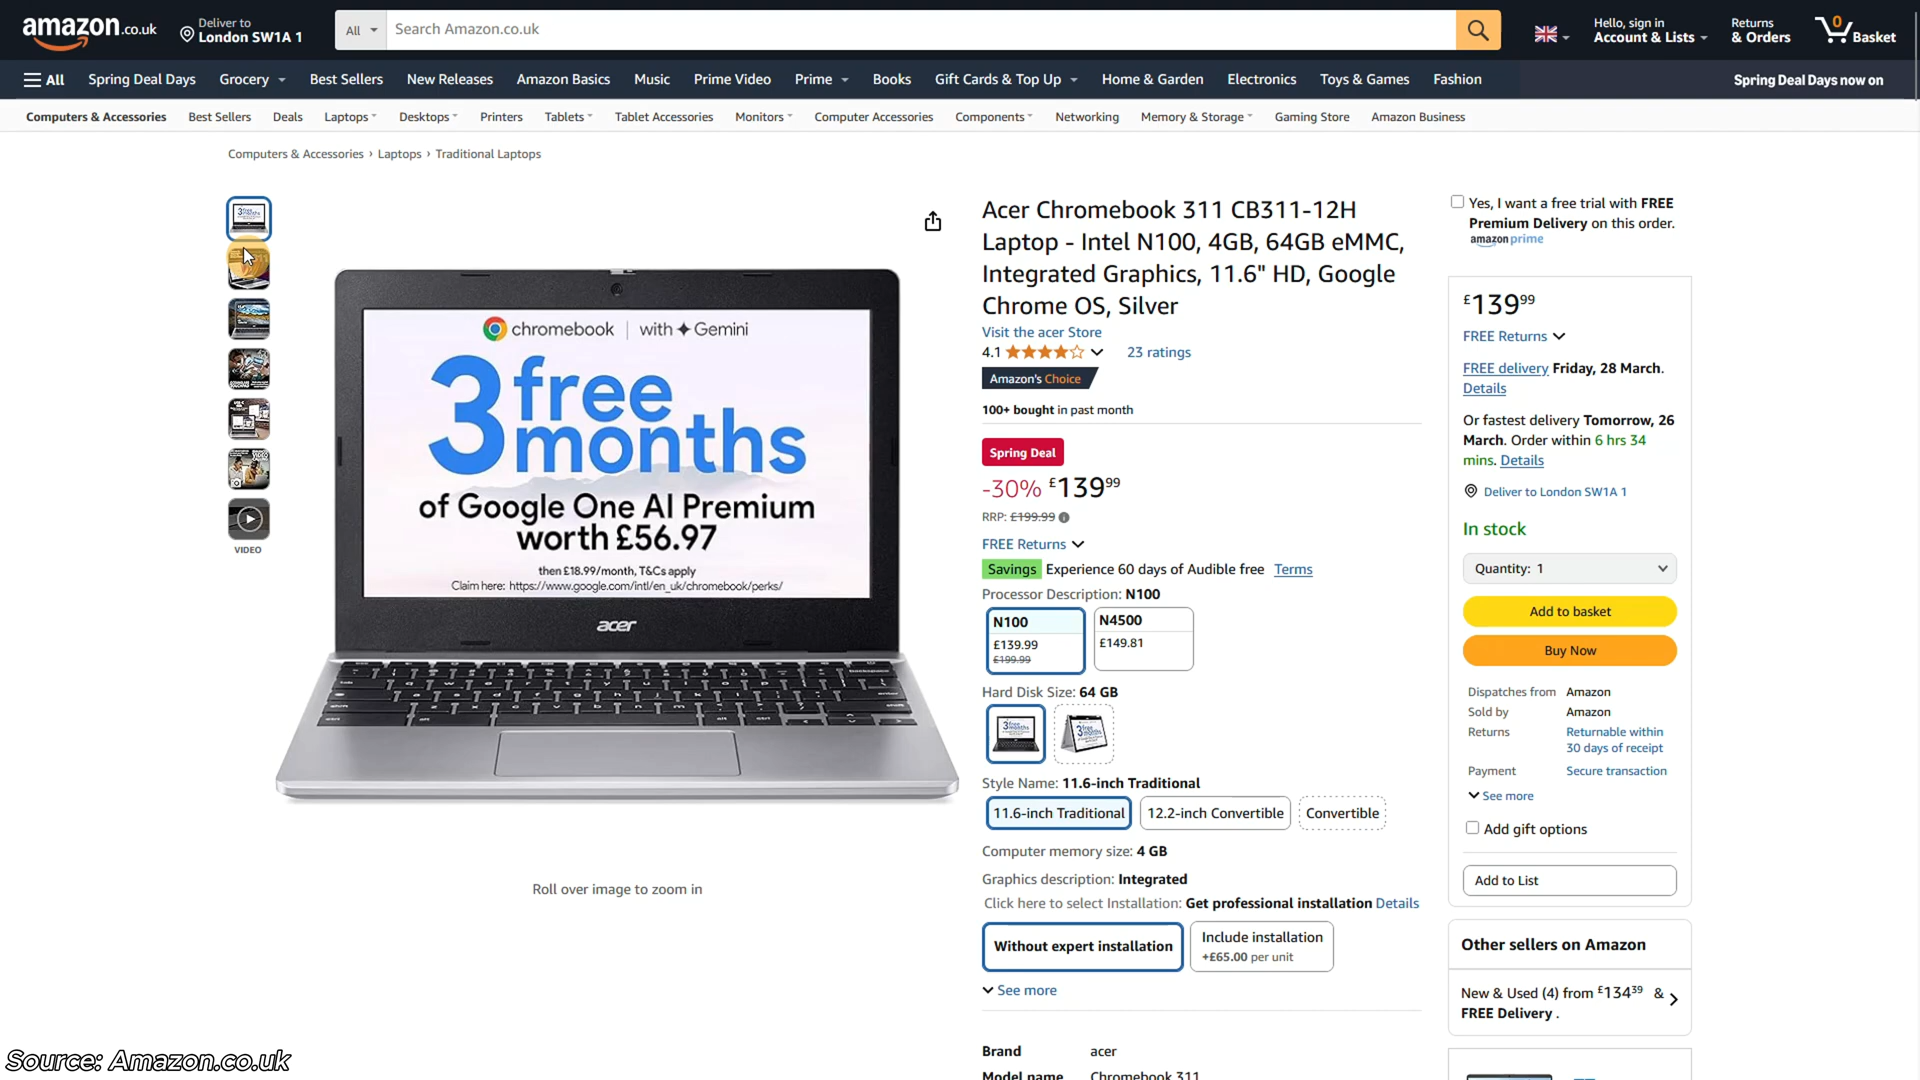 amazon.co.uk
Deliver to
London SW1A 1
All
Search Amazon.co.uk
Hello, sign in
Account & Lists
Returns
& Orders
0
Basket
All
Spring Deal Days
Grocery
Best Sellers
New Releases
Amazon Basics
Music
Prime Video
Prime
Books
Gift Cards & Top Up
Home & Garden
Electronics
Toys & Games
Fashion
Spring Deal Days now on
Computers & Accessories
Best Sellers
Deals
Laptops
Desktops
Printers
Tablets
Tablet Accessories
Monitors
Computer Accessories
Components
Networking
Memory & Storage
Gaming Store
Amazon Business
Computers & Accessories › Laptops › Traditional Laptops
VIDEO
chromebook | with Gemini
3 free
months
of Google One AI Premium
worth £56.97
then £18.99/month, T&Cs apply
Claim here: https://www.google.com/intl/en_uk/chromebook/perks/
acer
Roll over image to zoom in
Acer Chromebook 311 CB311-12H
Laptop - Intel N100, 4GB, 64GB eMMC,
Integrated Graphics, 11.6" HD, Google
Chrome OS, Silver
Visit the acer Store
4.1
23 ratings
Amazon's Choice
100+ bought in past month
Spring Deal
-30% £139.99
RRP: £199.99
FREE Returns
Savings Experience 60 days of Audible free Terms
Processor Description: N100
N100
£139.99
£199.99
N4500
£149.81
Hard Disk Size: 64 GB
Style Name: 11.6-inch Traditional
11.6-inch Traditional
12.2-inch Convertible
Convertible
Computer memory size: 4 GB
Graphics description: Integrated
Click here to select Installation: Get professional installation Details
Without expert installation
Include installation
+£65.00 per unit
See more
Brand acer
Model name Chromebook 311
Yes, I want a free trial with FREE
Premium Delivery on this order.
amazon prime
£139.99
FREE Returns
FREE delivery Friday, 28 March.
Details
Or fastest delivery Tomorrow, 26
March. Order within 6 hrs 34
mins. Details
Deliver to London SW1A 1
In stock
Quantity: 1
Add to basket
Buy Now
Dispatches from Amazon
Sold by Amazon
Returns Returnable within
30 days of receipt
Payment Secure transaction
See more
Add gift options
Add to List
Other sellers on Amazon
New & Used (4) from £134.39 &
FREE Delivery .
Source: Amazon.co.uk